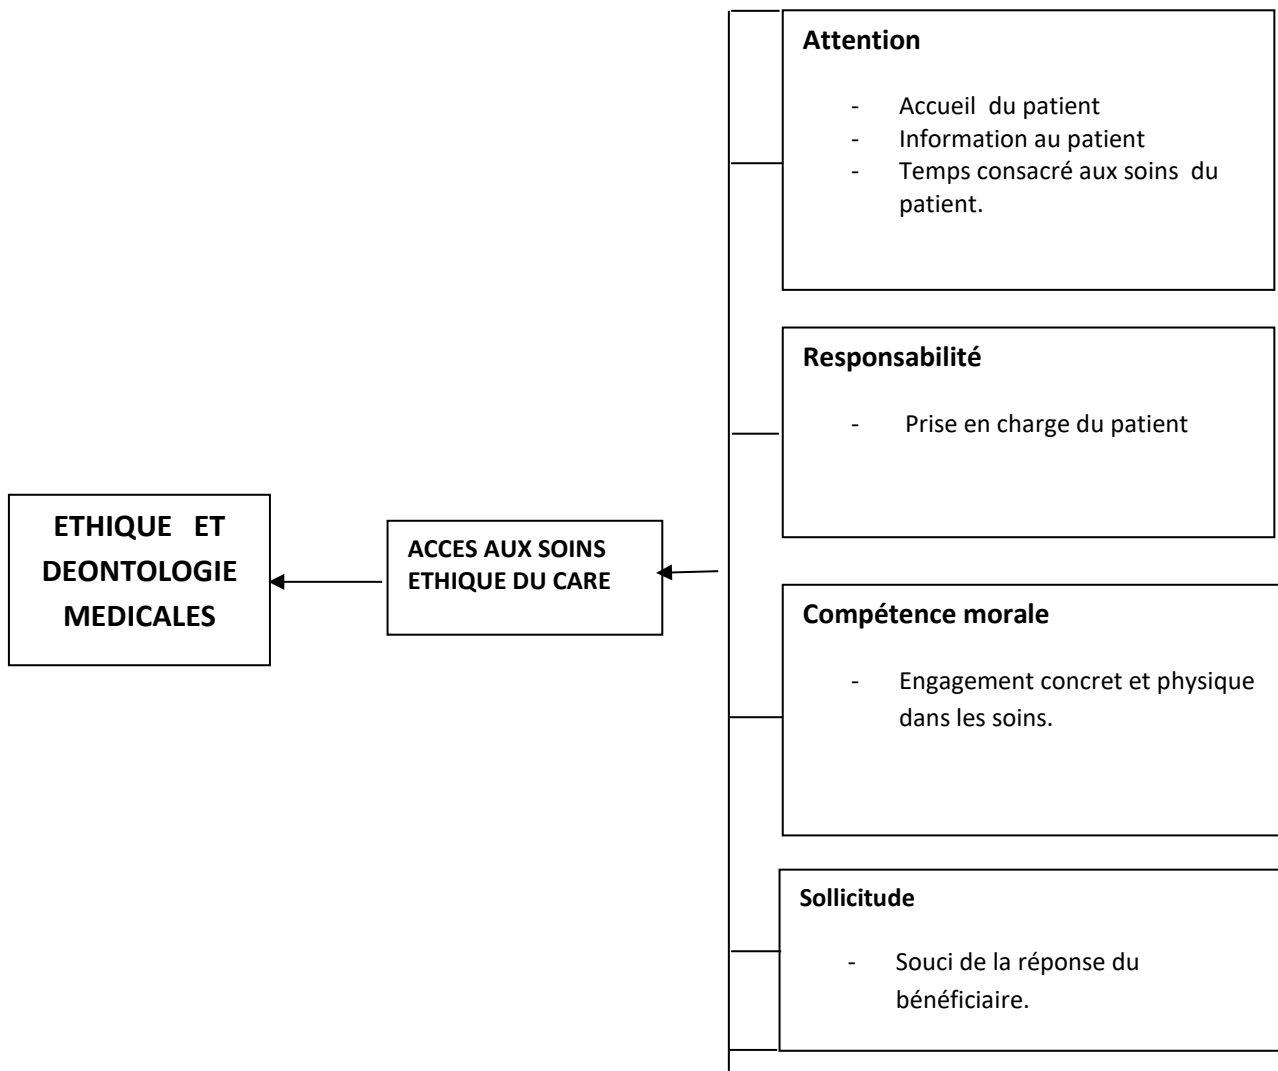 Attention
- Accueil du patient
- Information au patient
- Temps consacré aux soins du
patient.
Responsabilité
- Prise en charge du patient
ETHIQUE ET
DEONTOLOGIE
MEDICALES
ACCES AUX SOINS
ETHIQUE DU CARE
Compétence morale
- Engagement concret et physique
dans les soins.
Sollicitude
- Souci de la réponse du
bénéficiaire.